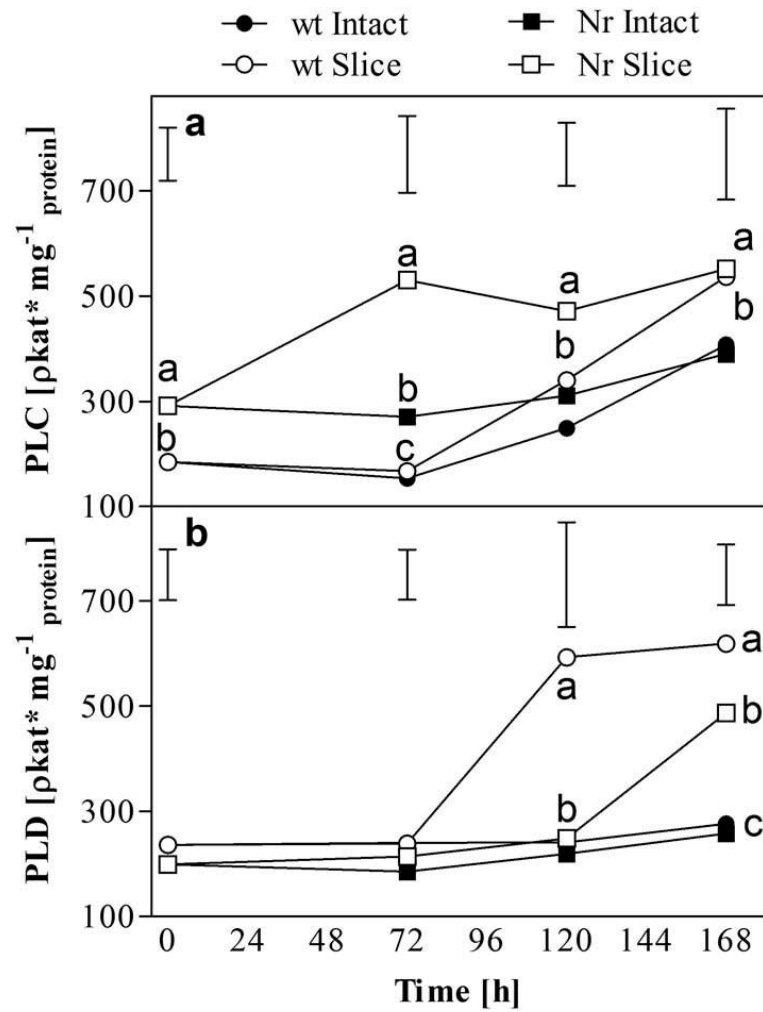 wt Intact Nr Intact
wt Slice Nr Slice
a
700
500
300
100
PLC [ρkat* mg⁻¹ protein]
a
b
a
b
c
a
b
a
b
b
700
500
300
100
PLD [ρkat* mg⁻¹ protein]
a
b
a
b
c
0 24 48 72 96 120 144 168
Time [h]